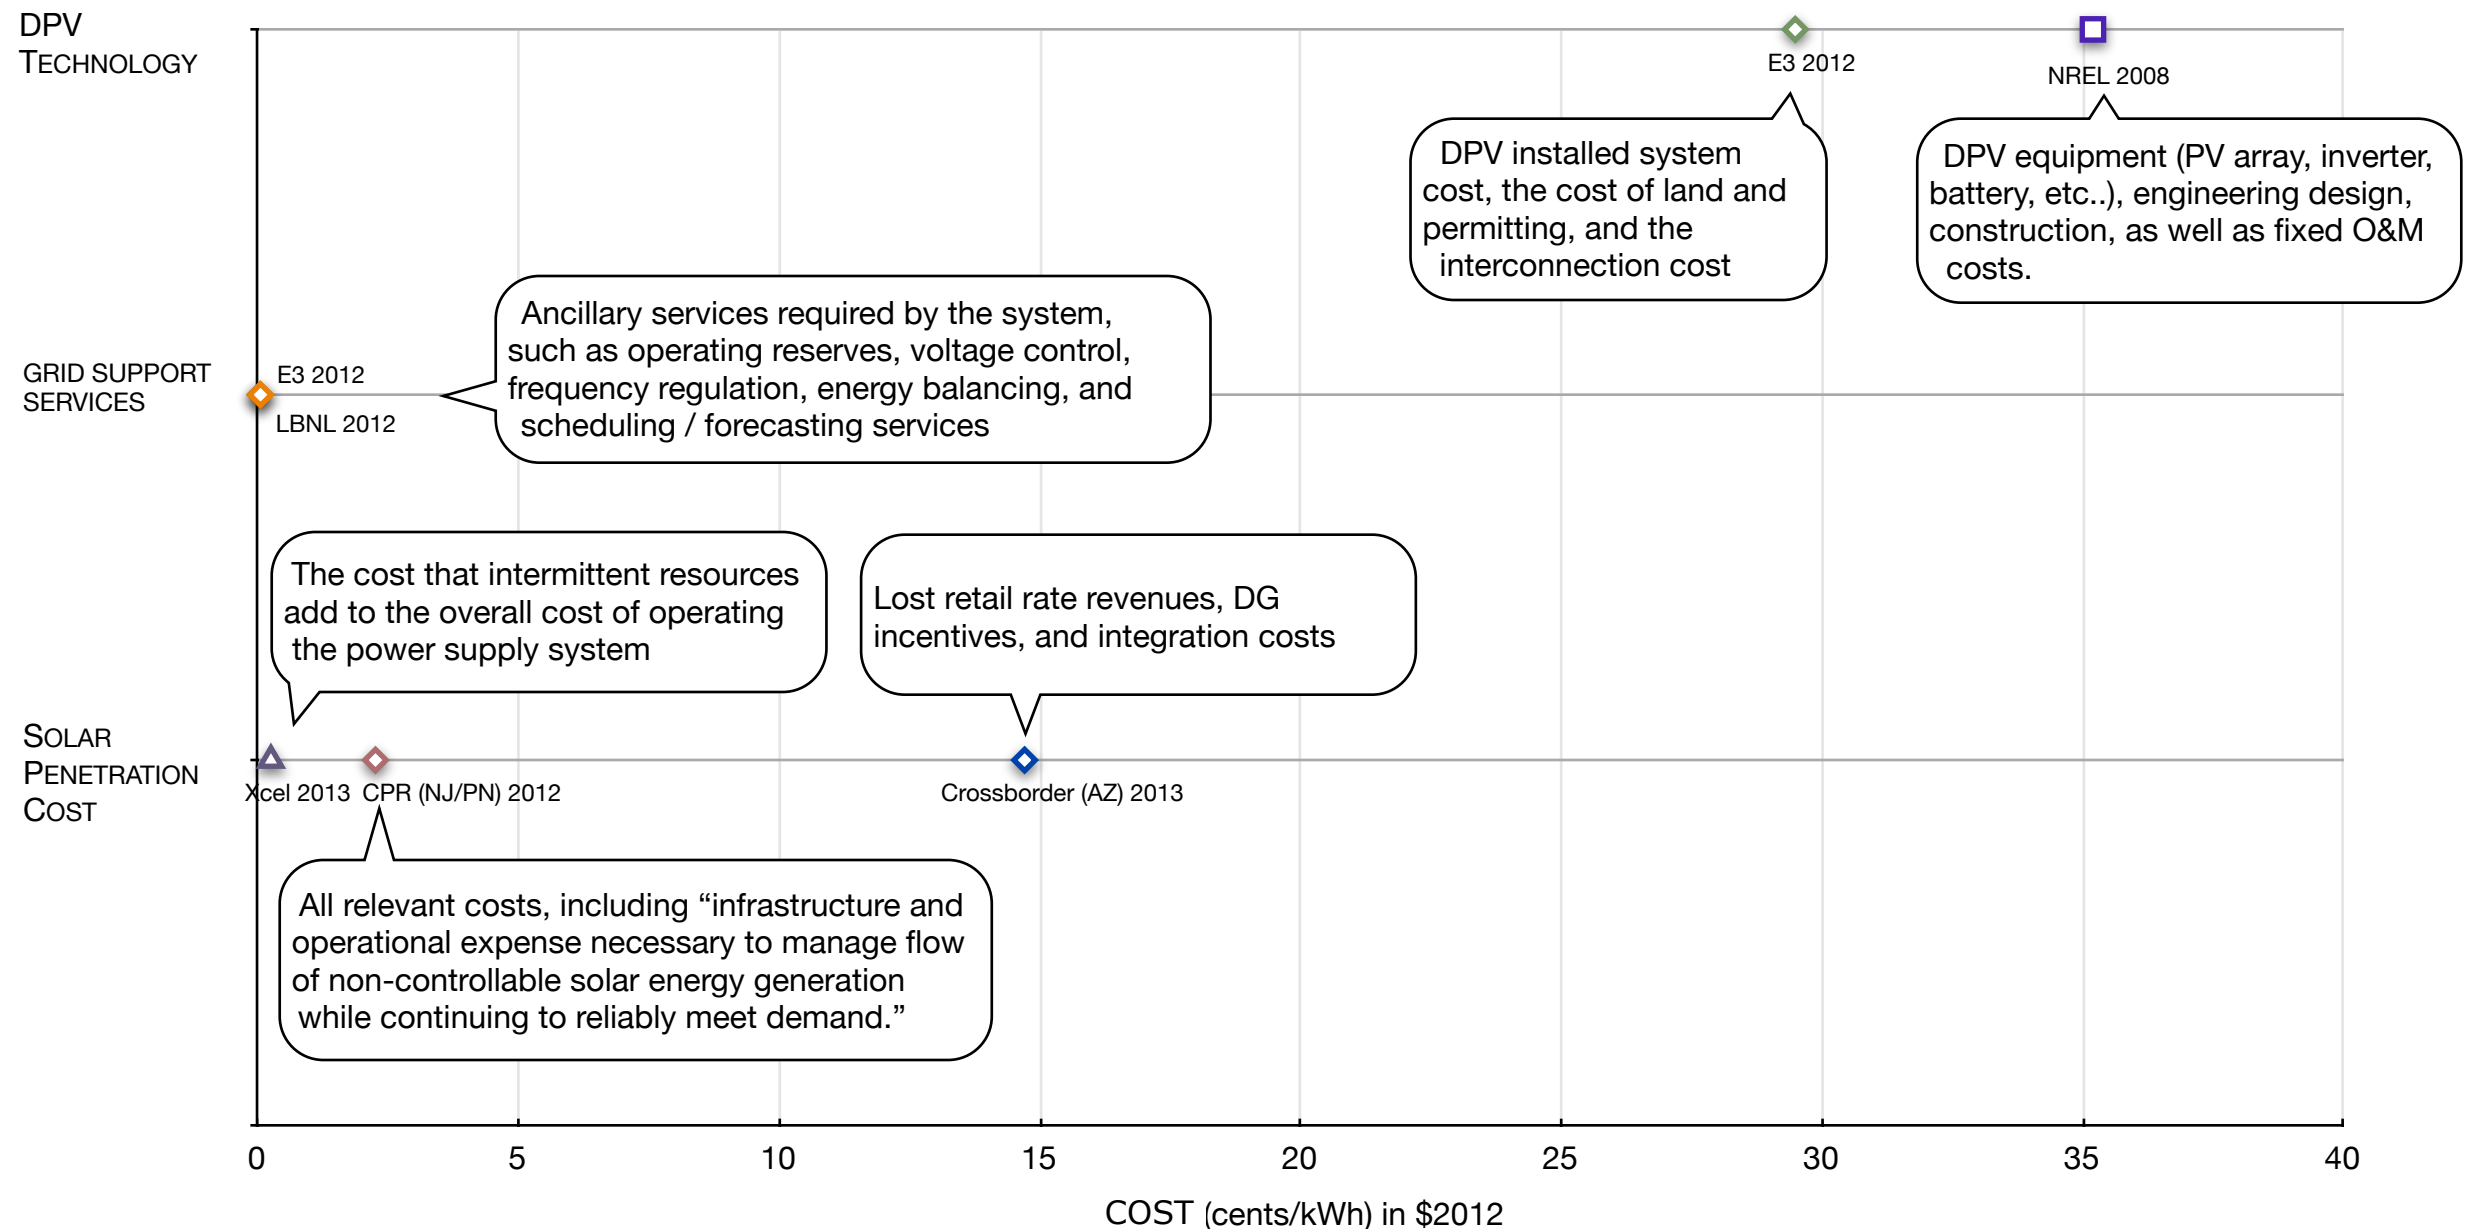 DPV
TECHNOLOGY
E3 2012
NREL 2008
DPV installed system
cost, the cost of land and
permitting, and the
interconnection cost
DPV equipment (PV array, inverter,
battery, etc..), engineering design,
construction, as well as fixed O&M
costs.
GRID SUPPORT
SERVICES
E3 2012
LBNL 2012
Ancillary services required by the system,
such as operating reserves, voltage control,
frequency regulation, energy balancing, and
scheduling / forecasting services
The cost that intermittent resources
add to the overall cost of operating
the power supply system
Lost retail rate revenues, DG
incentives, and integration costs
SOLAR
PENETRATION
COST
Xcel 2013
CPR (NJ/PN) 2012
Crossborder (AZ) 2013
All relevant costs, including “infrastructure and
operational expense necessary to manage flow
of non-controllable solar energy generation
while continuing to reliably meet demand.”
0 5 10 15 20 25 30 35 40
COST (cents/kWh) in $2012